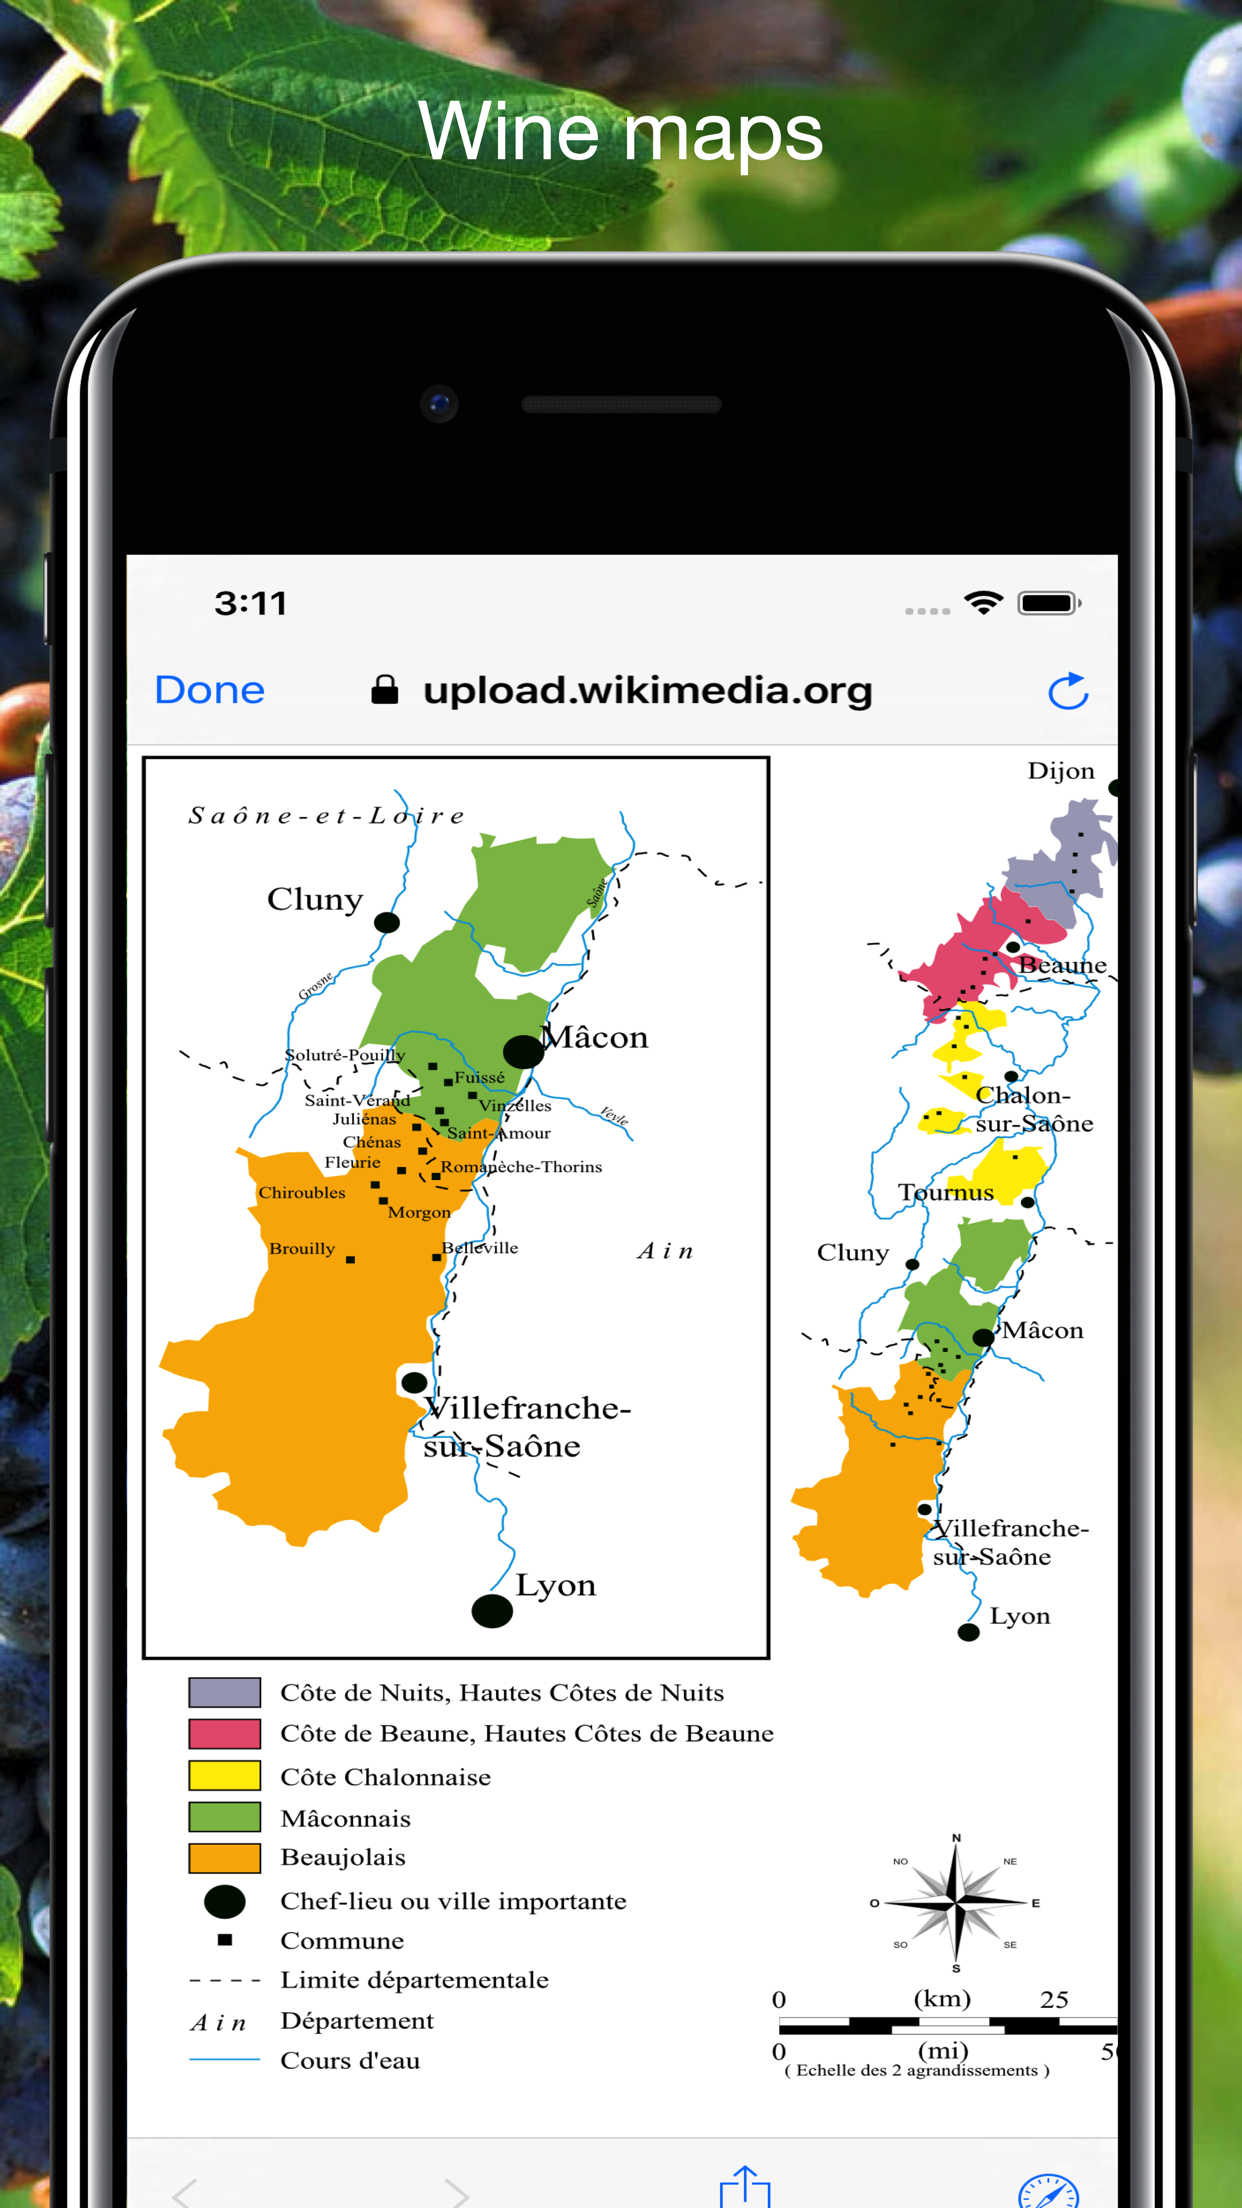 Wine maps
3:11
Done
upload.wikimedia.org
Saône-et-Loire
Cluny
Grosne
Saône
Mâcon
Solutré-Pouilly
Fuissé
Saint-Vérand
Vinzelles
Veyle
Juliénas
Saint-Amour
Chénas
Fleurie
Romanèche-Thorins
Chiroubles
Morgon
Brouilly
Belleville
Ain
Villefranche-
sur-Saône
Lyon
Dijon
Beaune
Chalon-
sur-Saône
Tournus
Cluny
Mâcon
Villefranche-
sur-Saône
Lyon
Côte de Nuits, Hautes Côtes de Nuits
Côte de Beaune, Hautes Côtes de Beaune
Côte Chalonnaise
Mâconnais
Beaujolais
Chef-lieu ou ville importante
Commune
Limite départementale
Ain Département
Cours d'eau
N
NO NE
O E
SO SE
S
0 (km) 25
0 (mi)
( Echelle des 2 agrandissements )